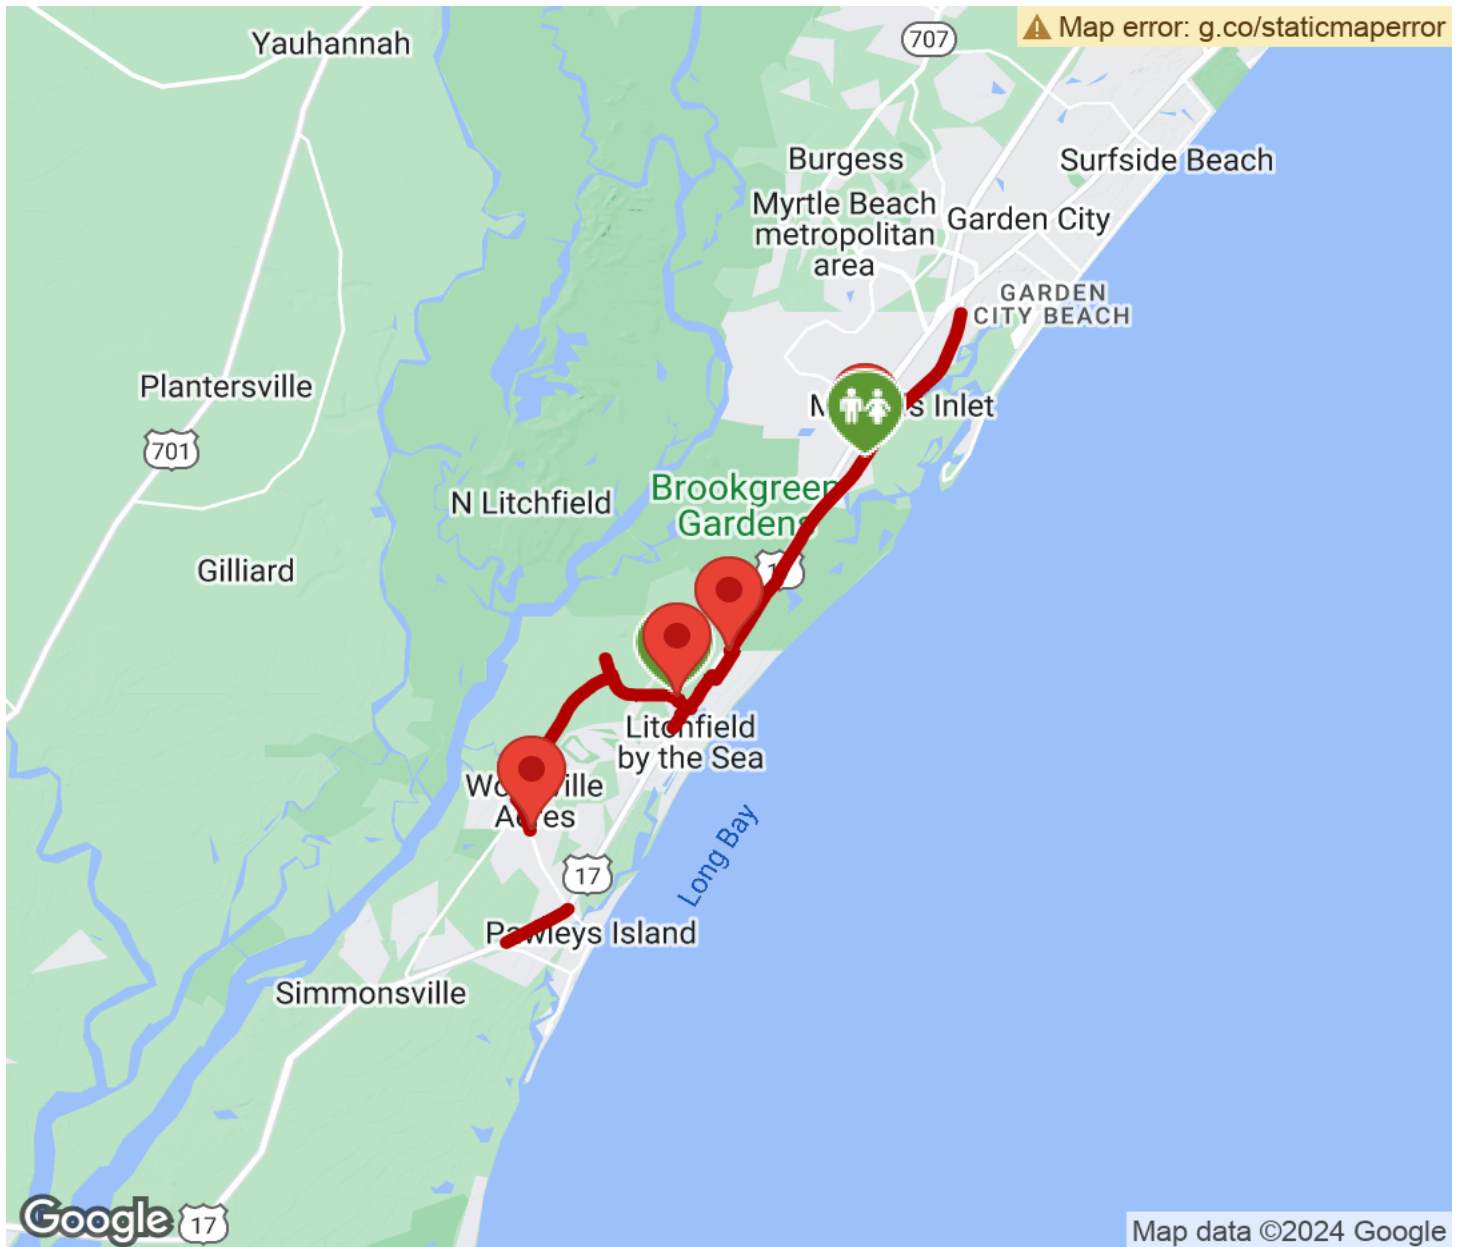 Yauhannah
707
Map error: g.co/staticmaperror
Burgess
Surfside Beach
Myrtle Beach
metropolitan
area
Garden City
GARDEN
CITY BEACH
Plantersville
701
Inlet
N Litchfield
Brookgreen
Gardens
Gilliard
Litchfield
by the Sea
Acres
Long Bay
17
Pawleys Island
Simmonsville
Google
17
Map data ©2024 Google